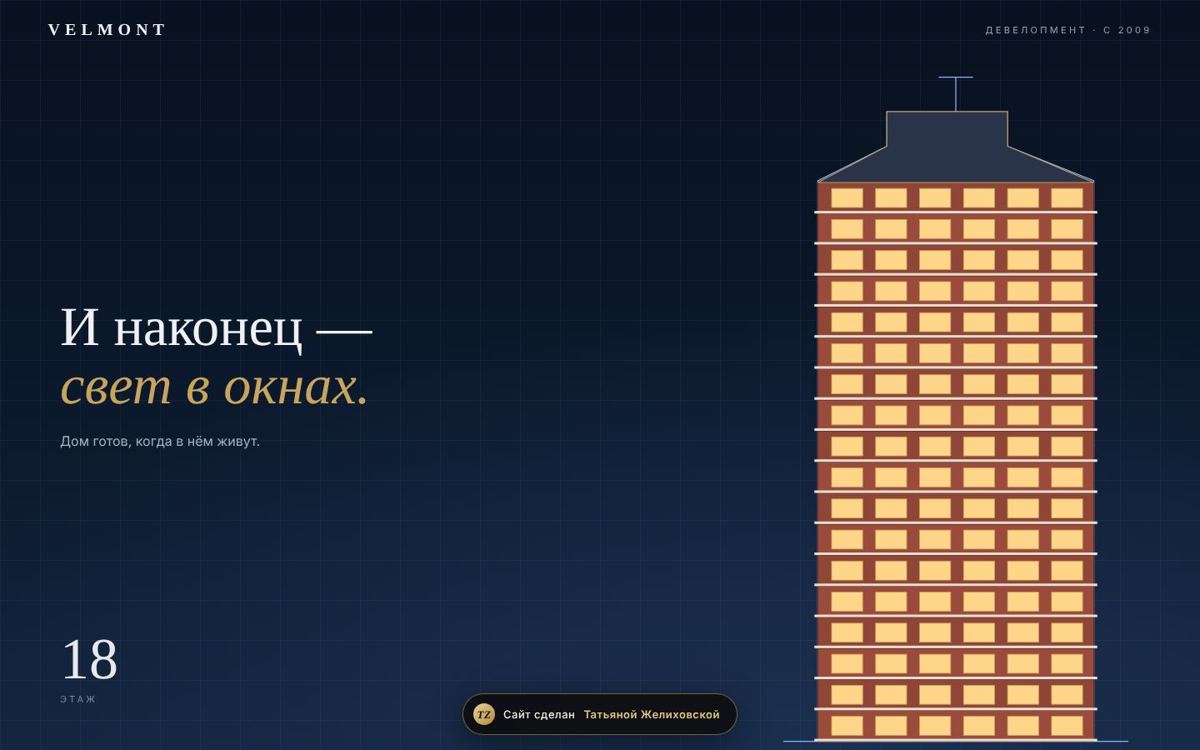 VELMONT
ДЕВЕЛОПМЕНТ · С 2009
И наконец —
свет в окнах.
Дом готов, когда в нём живут.
18
ЭТАЖ
TZ Сайт сделан Татьяной Желиховской